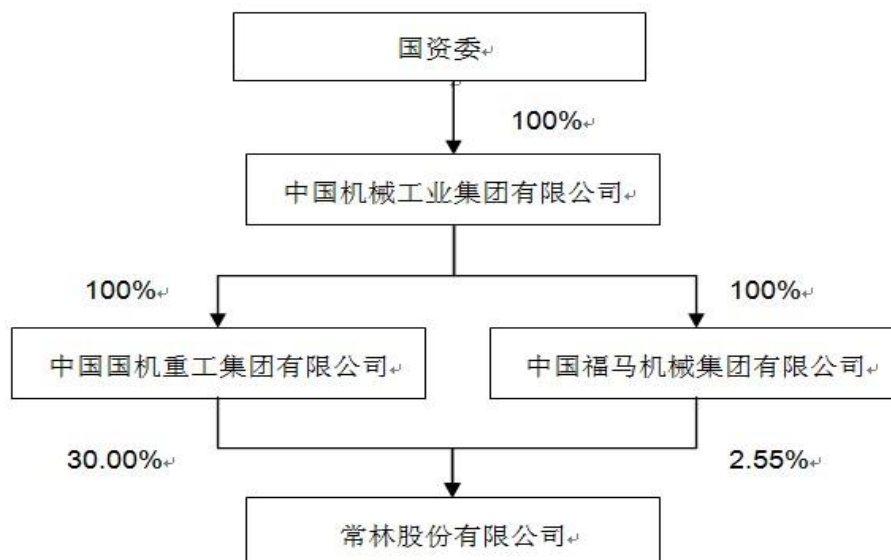 国资委
100%
中国机械工业集团有限公司
100%
100%
中国国机重工集团有限公司
中国福马机械集团有限公司
30.00%
2.55%
常林股份有限公司